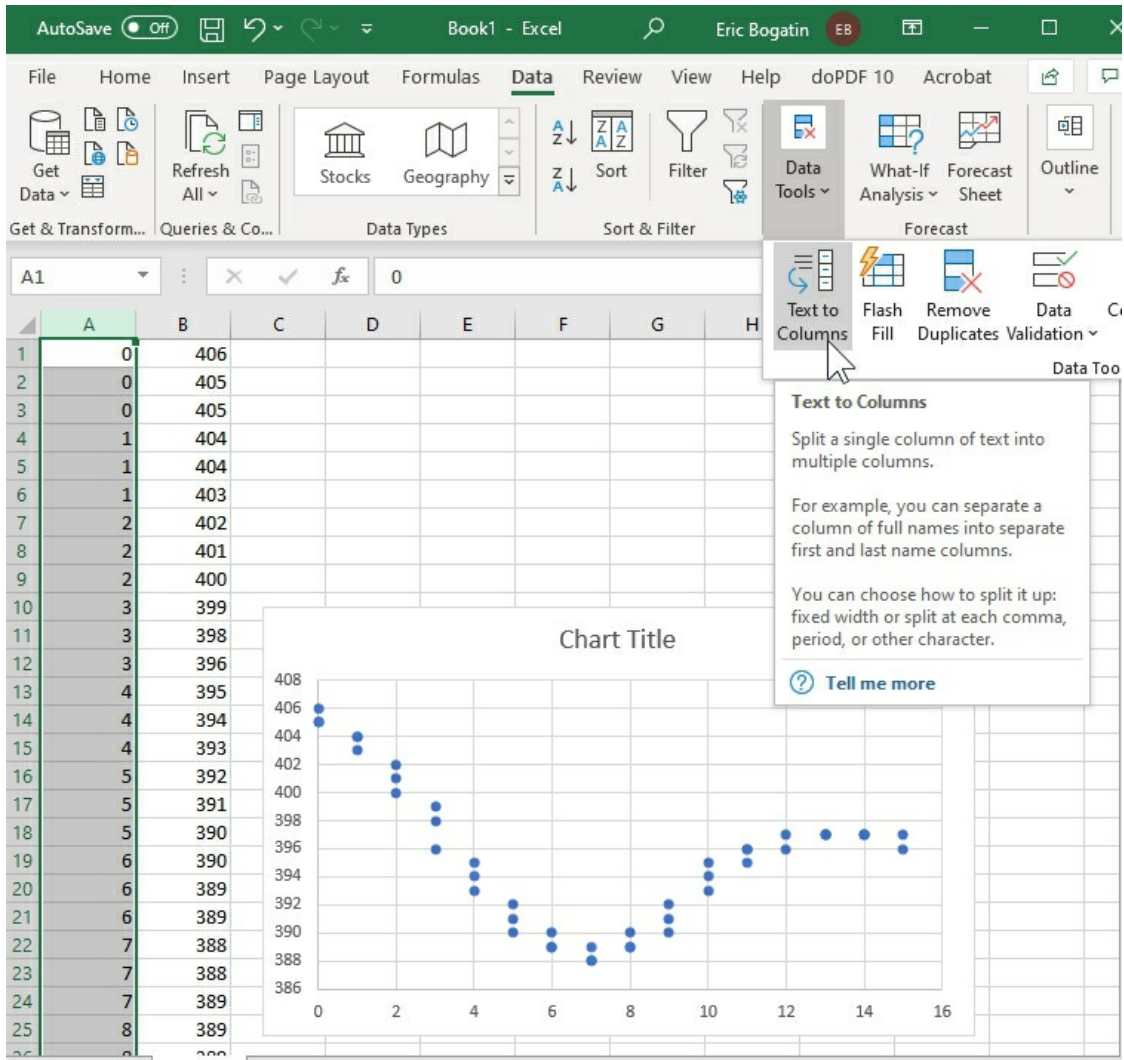 AutoSave Off Book1 - Excel Eric Bogatin EB
File Home Insert Page Layout Formulas Data Review View Help doPDF 10 Acrobat
Get Data Refresh All Stocks Geography Sort Filter Data Tools What-If Analysis Forecast Sheet Outline
Get & Transform... Queries & Co... Data Types Sort & Filter Forecast
A1 fx 0
Text to Columns Flash Fill Remove Duplicates Data Validation
A B C D E F G H
1 0 406
2 0 405
3 0 405
4 1 404
5 1 404
6 1 403
7 2 402
8 2 401
9 2 400
10 3 399
11 3 398
12 3 396
13 4 395
14 4 394
15 4 393
16 5 392
17 5 391
18 5 390
19 6 390
20 6 389
21 6 389
22 7 388
23 7 388
24 7 389
25 8 389
Data Too
Text to Columns
Split a single column of text into
multiple columns.
For example, you can separate a
column of full names into separate
first and last name columns.
You can choose how to split it up:
fixed width or split at each comma,
period, or other character.
Tell me more
Chart Title
408
406
404
402
400
398
396
394
392
390
388
386
0 2 4 6 8 10 12 14 16